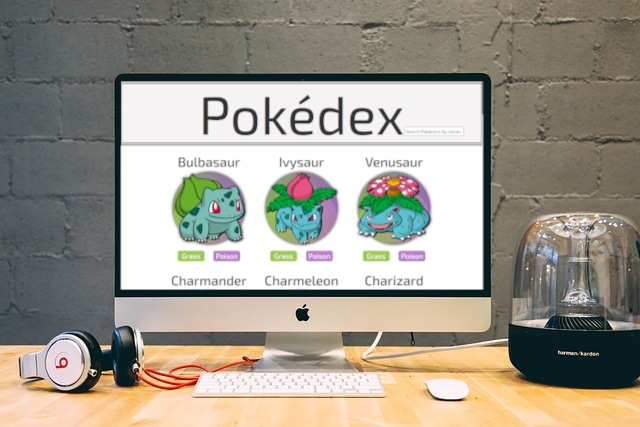 Pokédex
Search Pokémon by name...
Bulbasaur Ivysaur Venusaur
Grass Poison Grass Poison Grass Poison
Charmander Charmeleon Charizard
b
harman/kardon